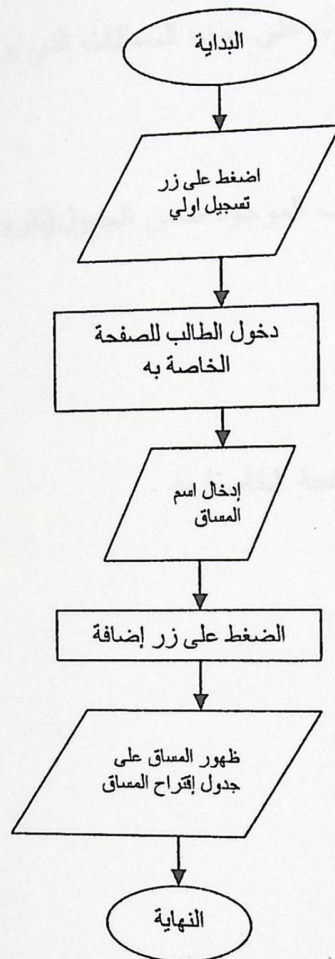 البداية
اضغط على زر
تسجيل اولي
دخول الطالب للصفحة
الخاصة به
إدخال اسم
المساق
الضغط على زر إضافة
ظهور المساق على
جدول إقتراح المساق
النهاية